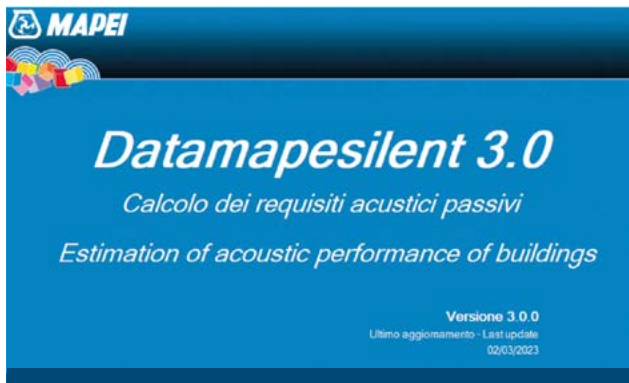 MAPEI
Datamapesilent 3.0
Calcolo dei requisiti acustici passivi
Estimation of acoustic performance of buildings
Versione 3.0.0
Ultimo aggiornamento - Last update
02/03/2023